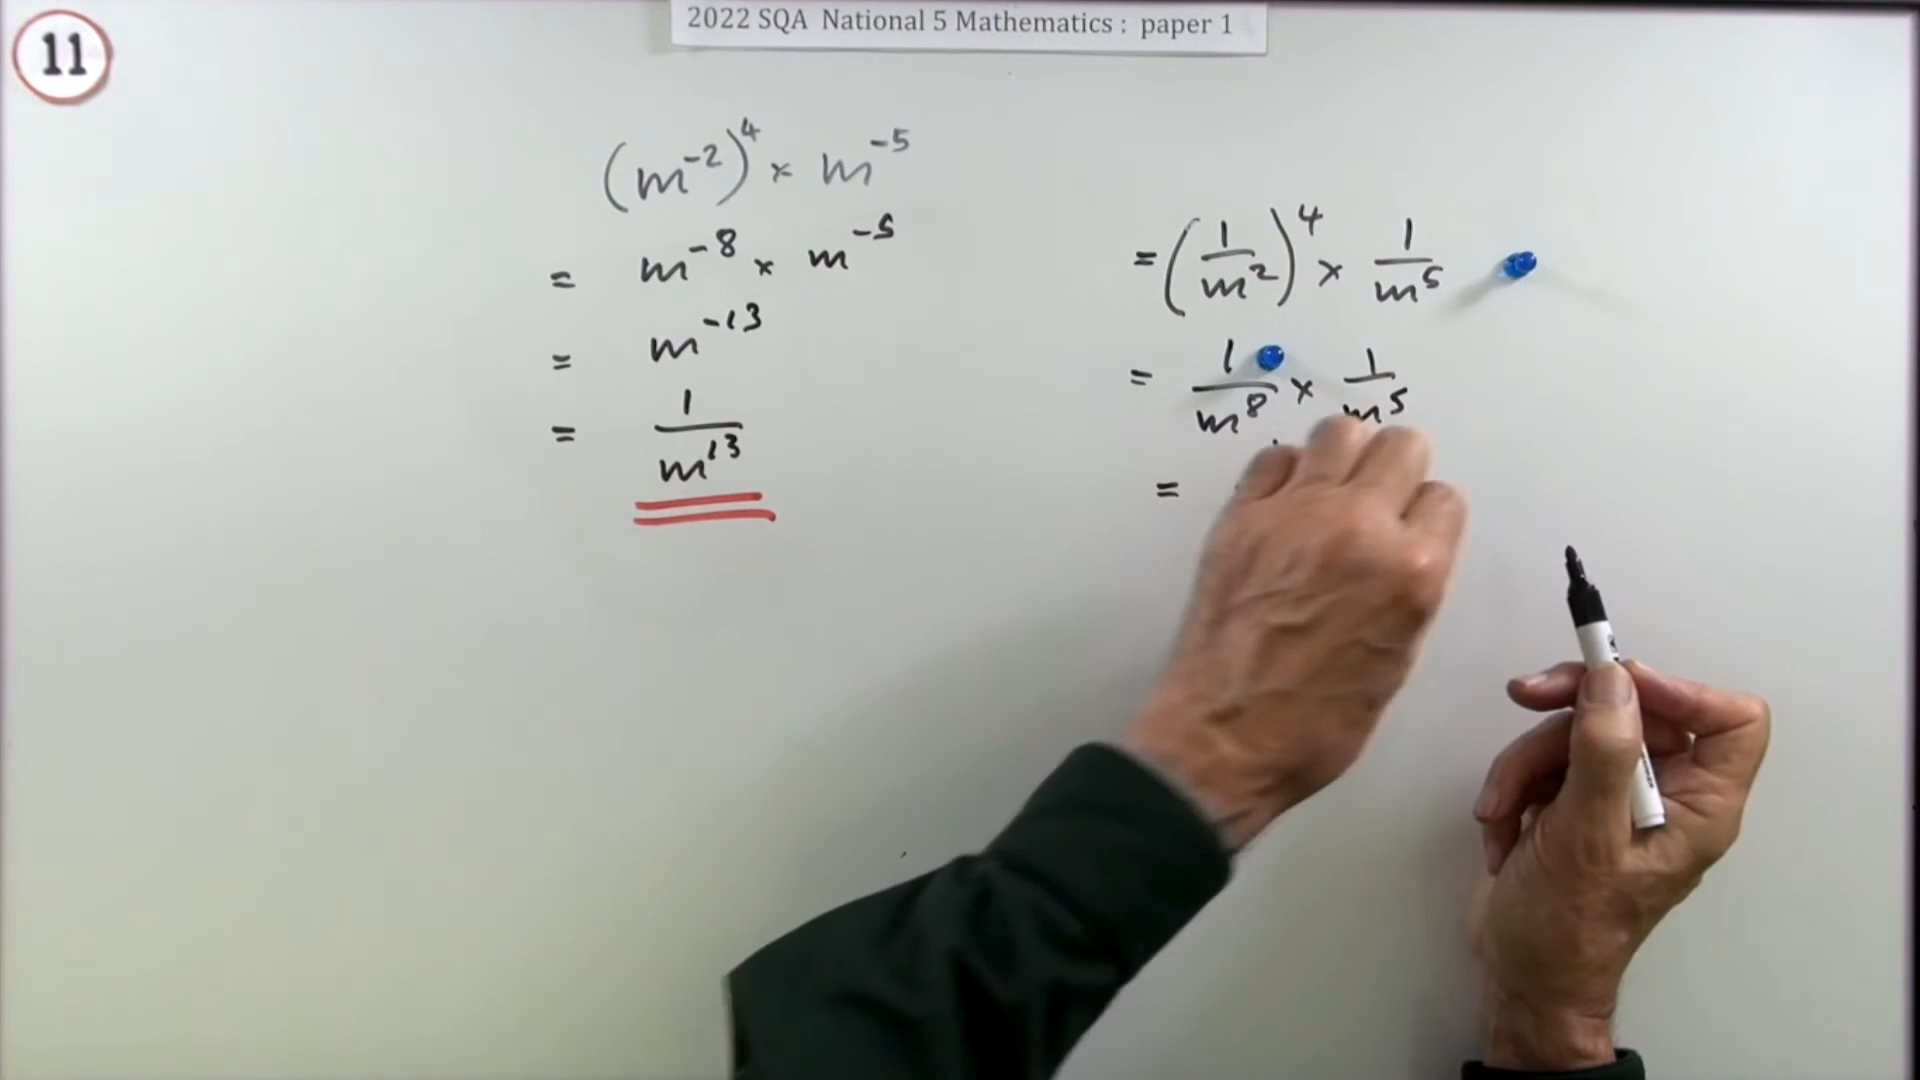 2022 SQA National 5 Mathematics : paper 1
11
(m⁻²)⁴ × m⁻⁵
= m⁻⁸ × m⁻⁵
= m⁻¹³
= 1/m¹³
= (1/m²)⁴ × 1/m⁵
= 1/m⁸ × 1/m⁵
=